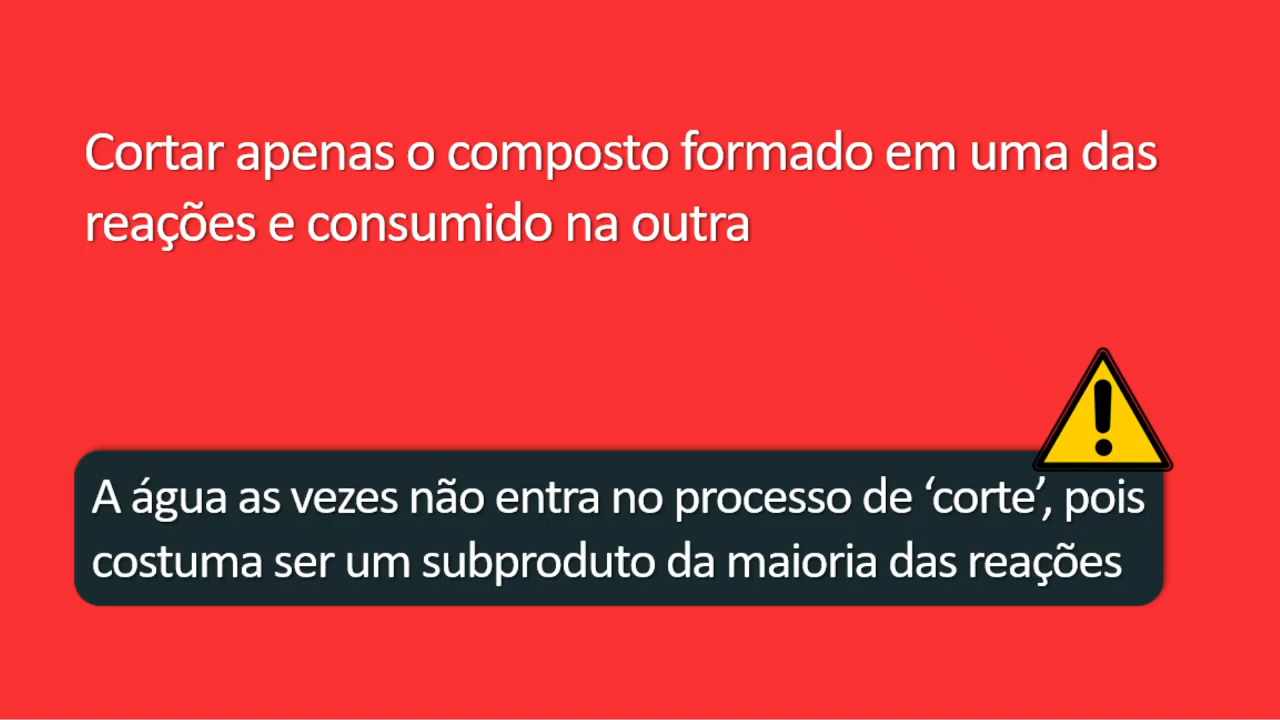 Cortar apenas o composto formado em uma das
reações e consumido na outra
A água as vezes não entra no processo de ‘corte’, pois
costuma ser um subproduto da maioria das reações